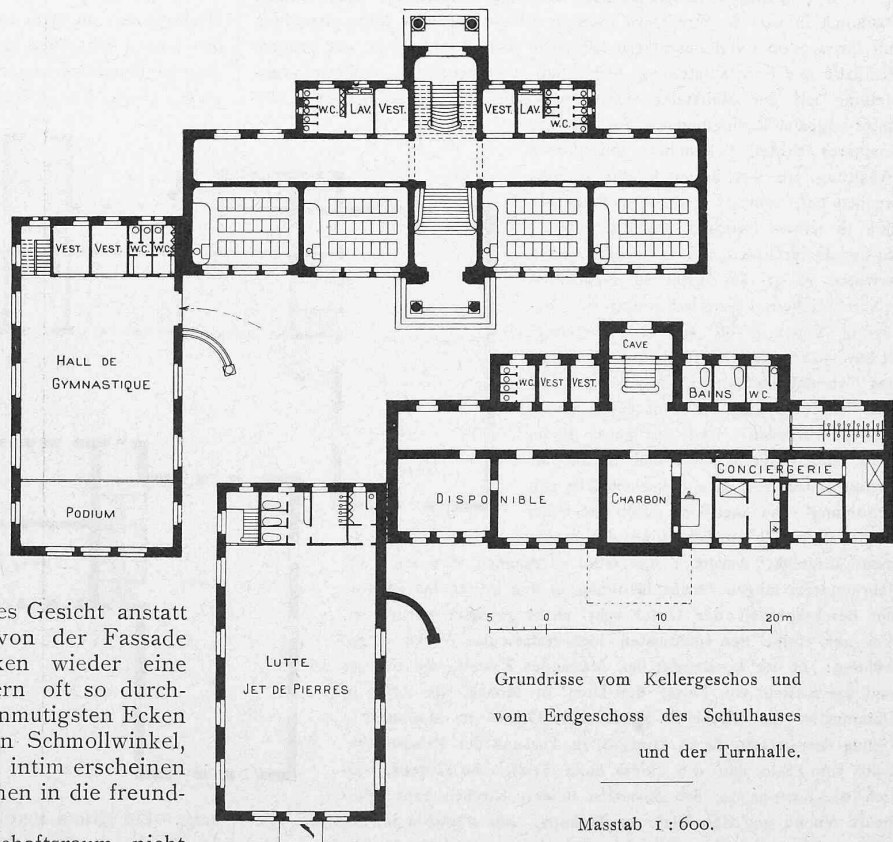 W.C. LAV. VEST. VEST. LAV. W.C.
VEST. VEST. W.C. W.C.
HALL DE
GYMNASTIQUE
PODIUM
CAVE
W.C. VEST VEST. BAINS W.C.
CONCIERGERIE
DISPONIBLE CHARBON
LUTTE
JET DE PIERRES
5 0 10 20 m
Grundrisse vom Kellergeschos und
vom Erdgeschoss des Schulhauses
und der Turnhalle.
Masstab 1 : 600.
es Gesicht anstatt
von der Fassade
ken wieder eine
ern oft so durch-
nmutigsten Ecken
n Schmollwinkel,
intim erscheinen
hen in die freund-
schaftsraum nicht